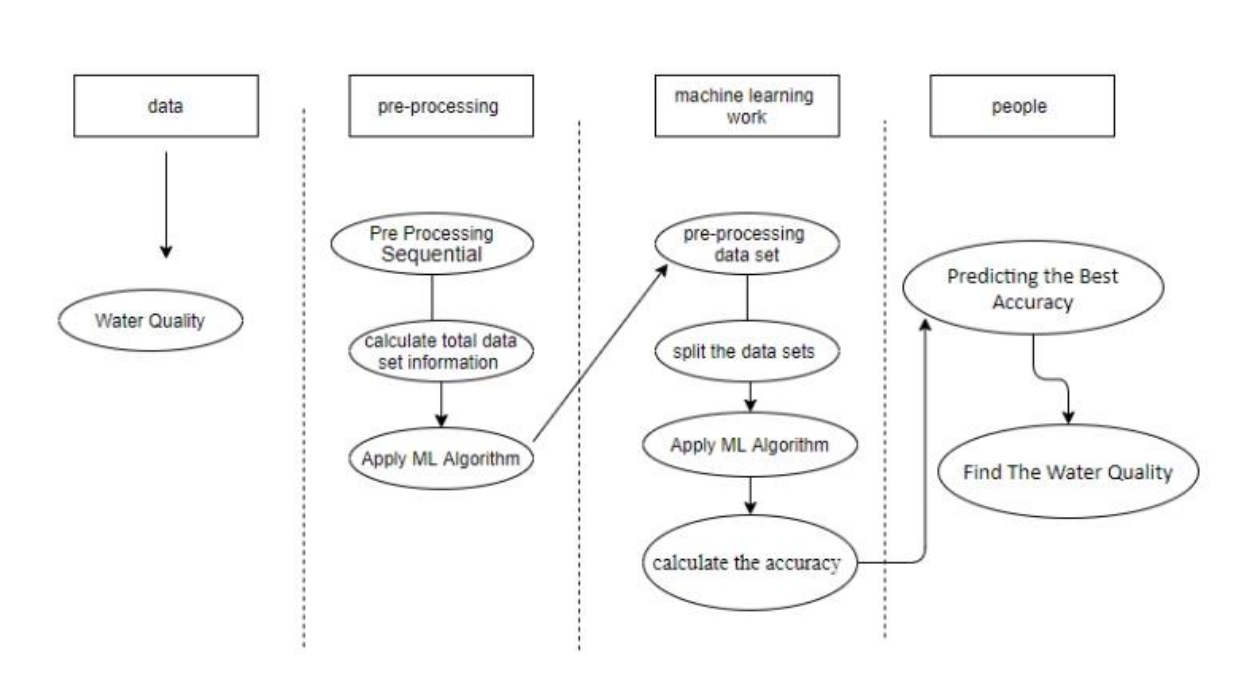 data
pre-processing
machine learning
work
people
Water Quality
Pre Processing
Sequential
calculate total data
set information
Apply ML Algorithm
pre-processing
data set
split the data sets
Apply ML Algorithm
calculate the accuracy
Predicting the Best
Accuracy
Find The Water Quality